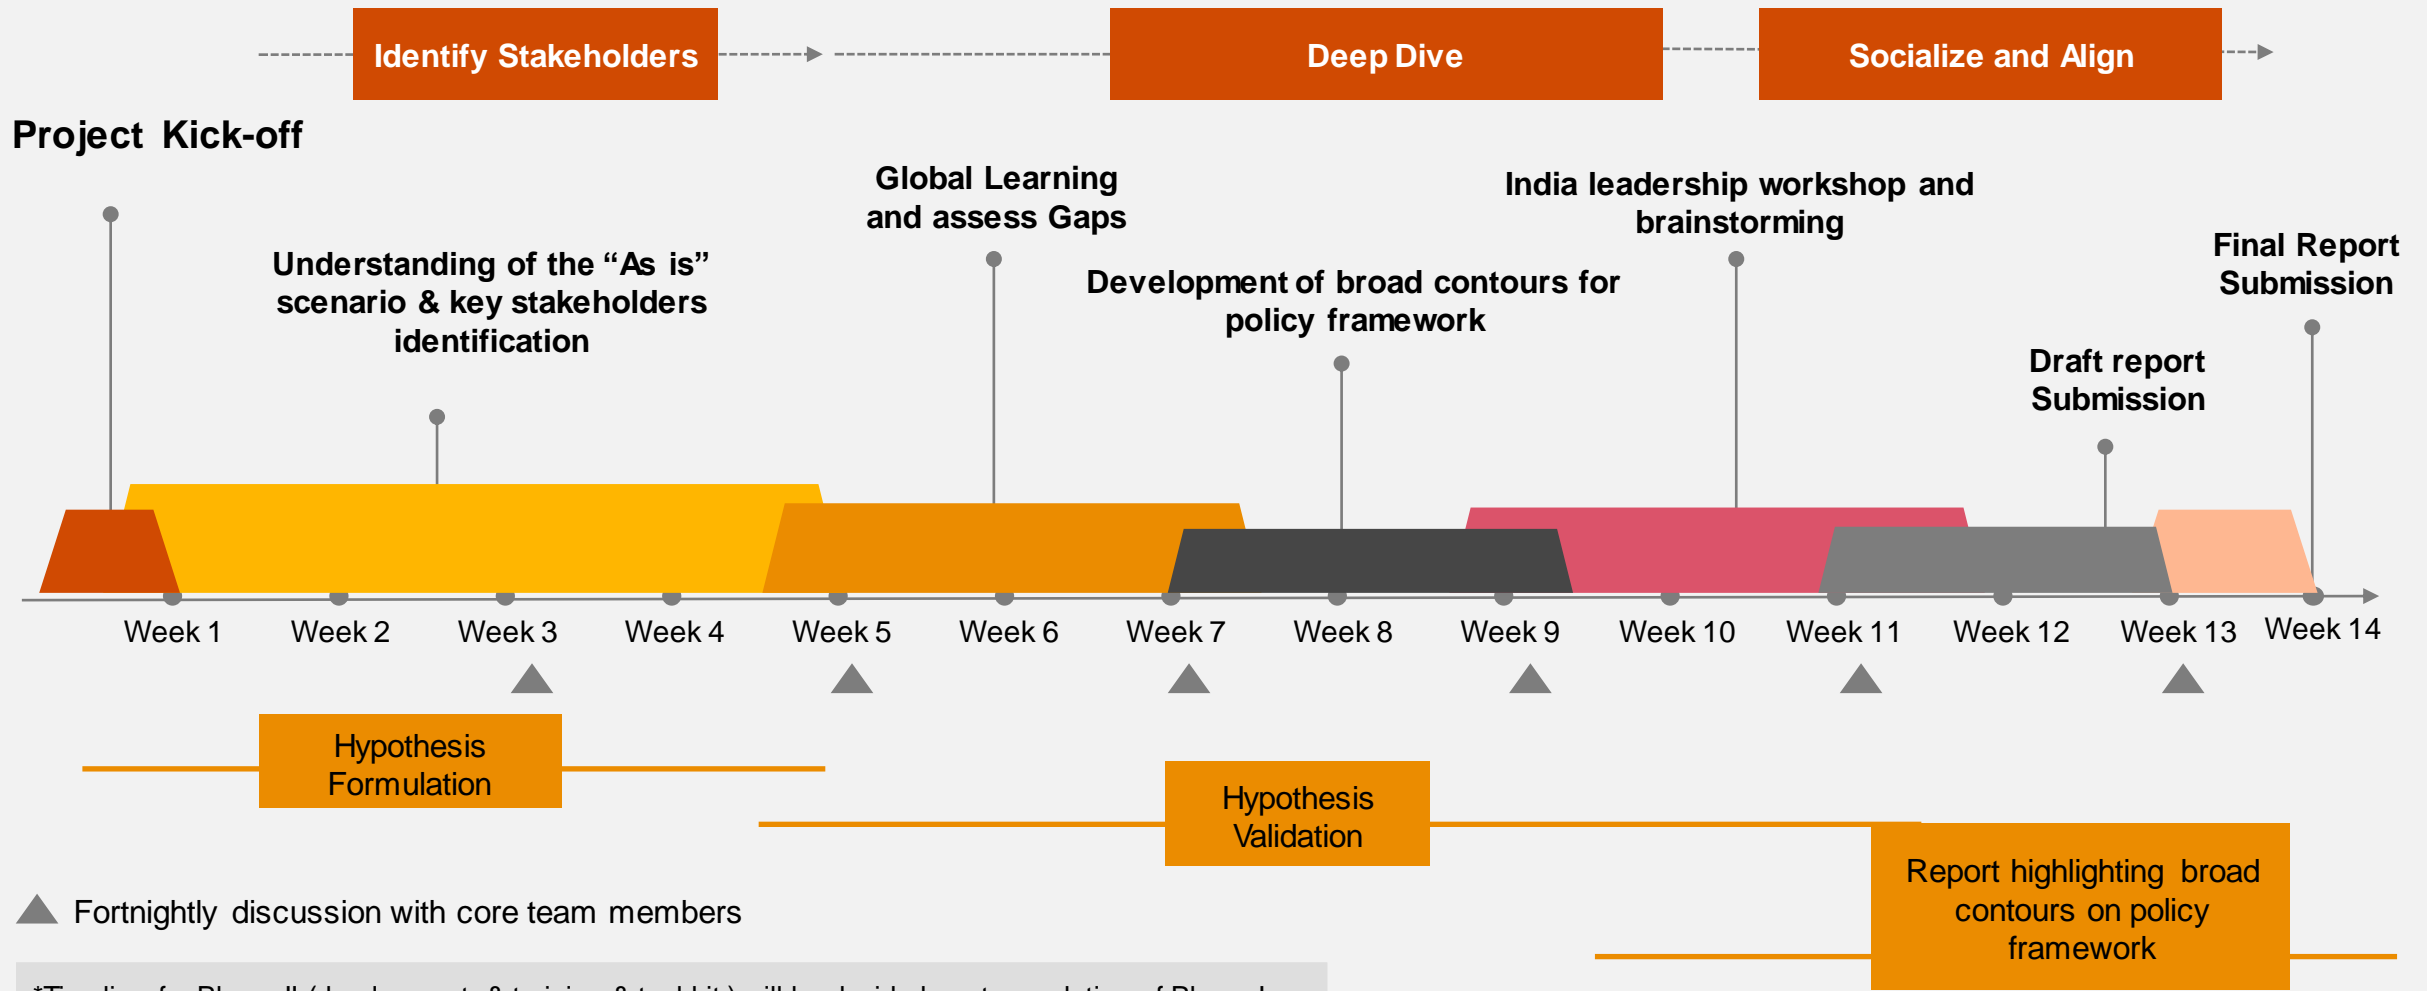 Identify Stakeholders
Deep Dive
Socialize and Align
Project Kick-off
Global Learning
and assess Gaps
India leadership workshop and
brainstorming
Understanding of the “As is”
scenario & key stakeholders
identification
Development of broad contours for
policy framework
Final Report
Submission
Draft report
Submission
Week 1
Week 2
Week 3
Week 4
Week 5
Week 6
Week 7
Week 8
Week 9
Week 10
Week 11
Week 12
Week 13
Week 14
Hypothesis
Formulation
Hypothesis
Validation
Report highlighting broad
contours on policy
framework
Fortnightly discussion with core team members